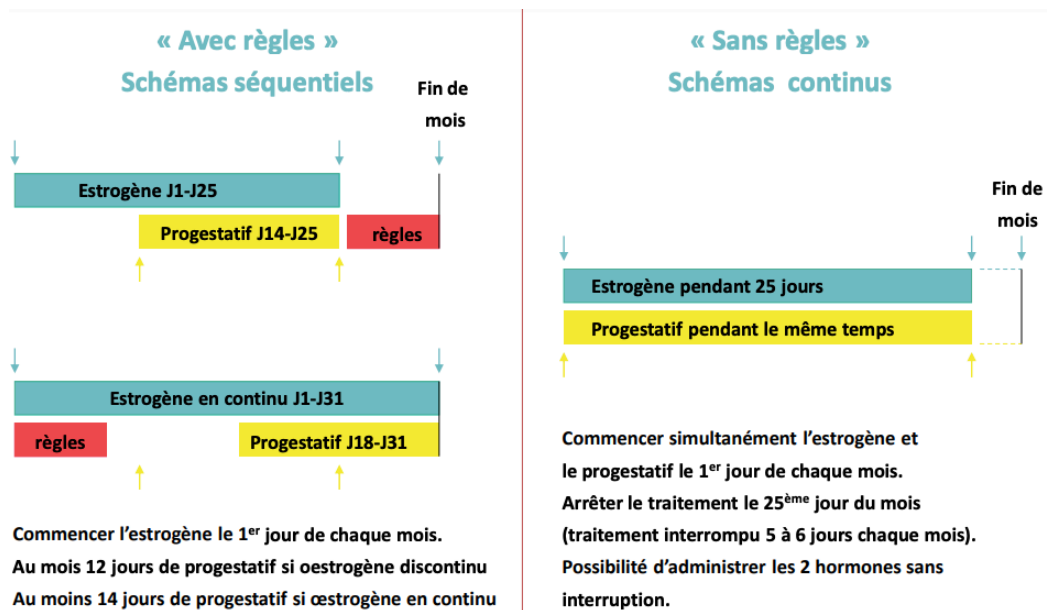 « Avec règles »
Schémas séquentiels
Fin de
mois
Estrogène J1-J25
Progestatif J14-J25
règles
Estrogène en continu J1-J31
règles
Progestatif J18-J31
Commencer l'estrogène le 1er jour de chaque mois.
Au mois 12 jours de progestatif si oestrogène discontinu
Au moins 14 jours de progestatif si œstrogène en continu
« Sans règles »
Schémas continus
Fin de
mois
Estrogène pendant 25 jours
Progestatif pendant le même temps
Commencer simultanément l'estrogène et
le progestatif le 1er jour de chaque mois.
Arrêter le traitement le 25ème jour du mois
(traitement interrompu 5 à 6 jours chaque mois).
Possibilité d'administrer les 2 hormones sans
interruption.